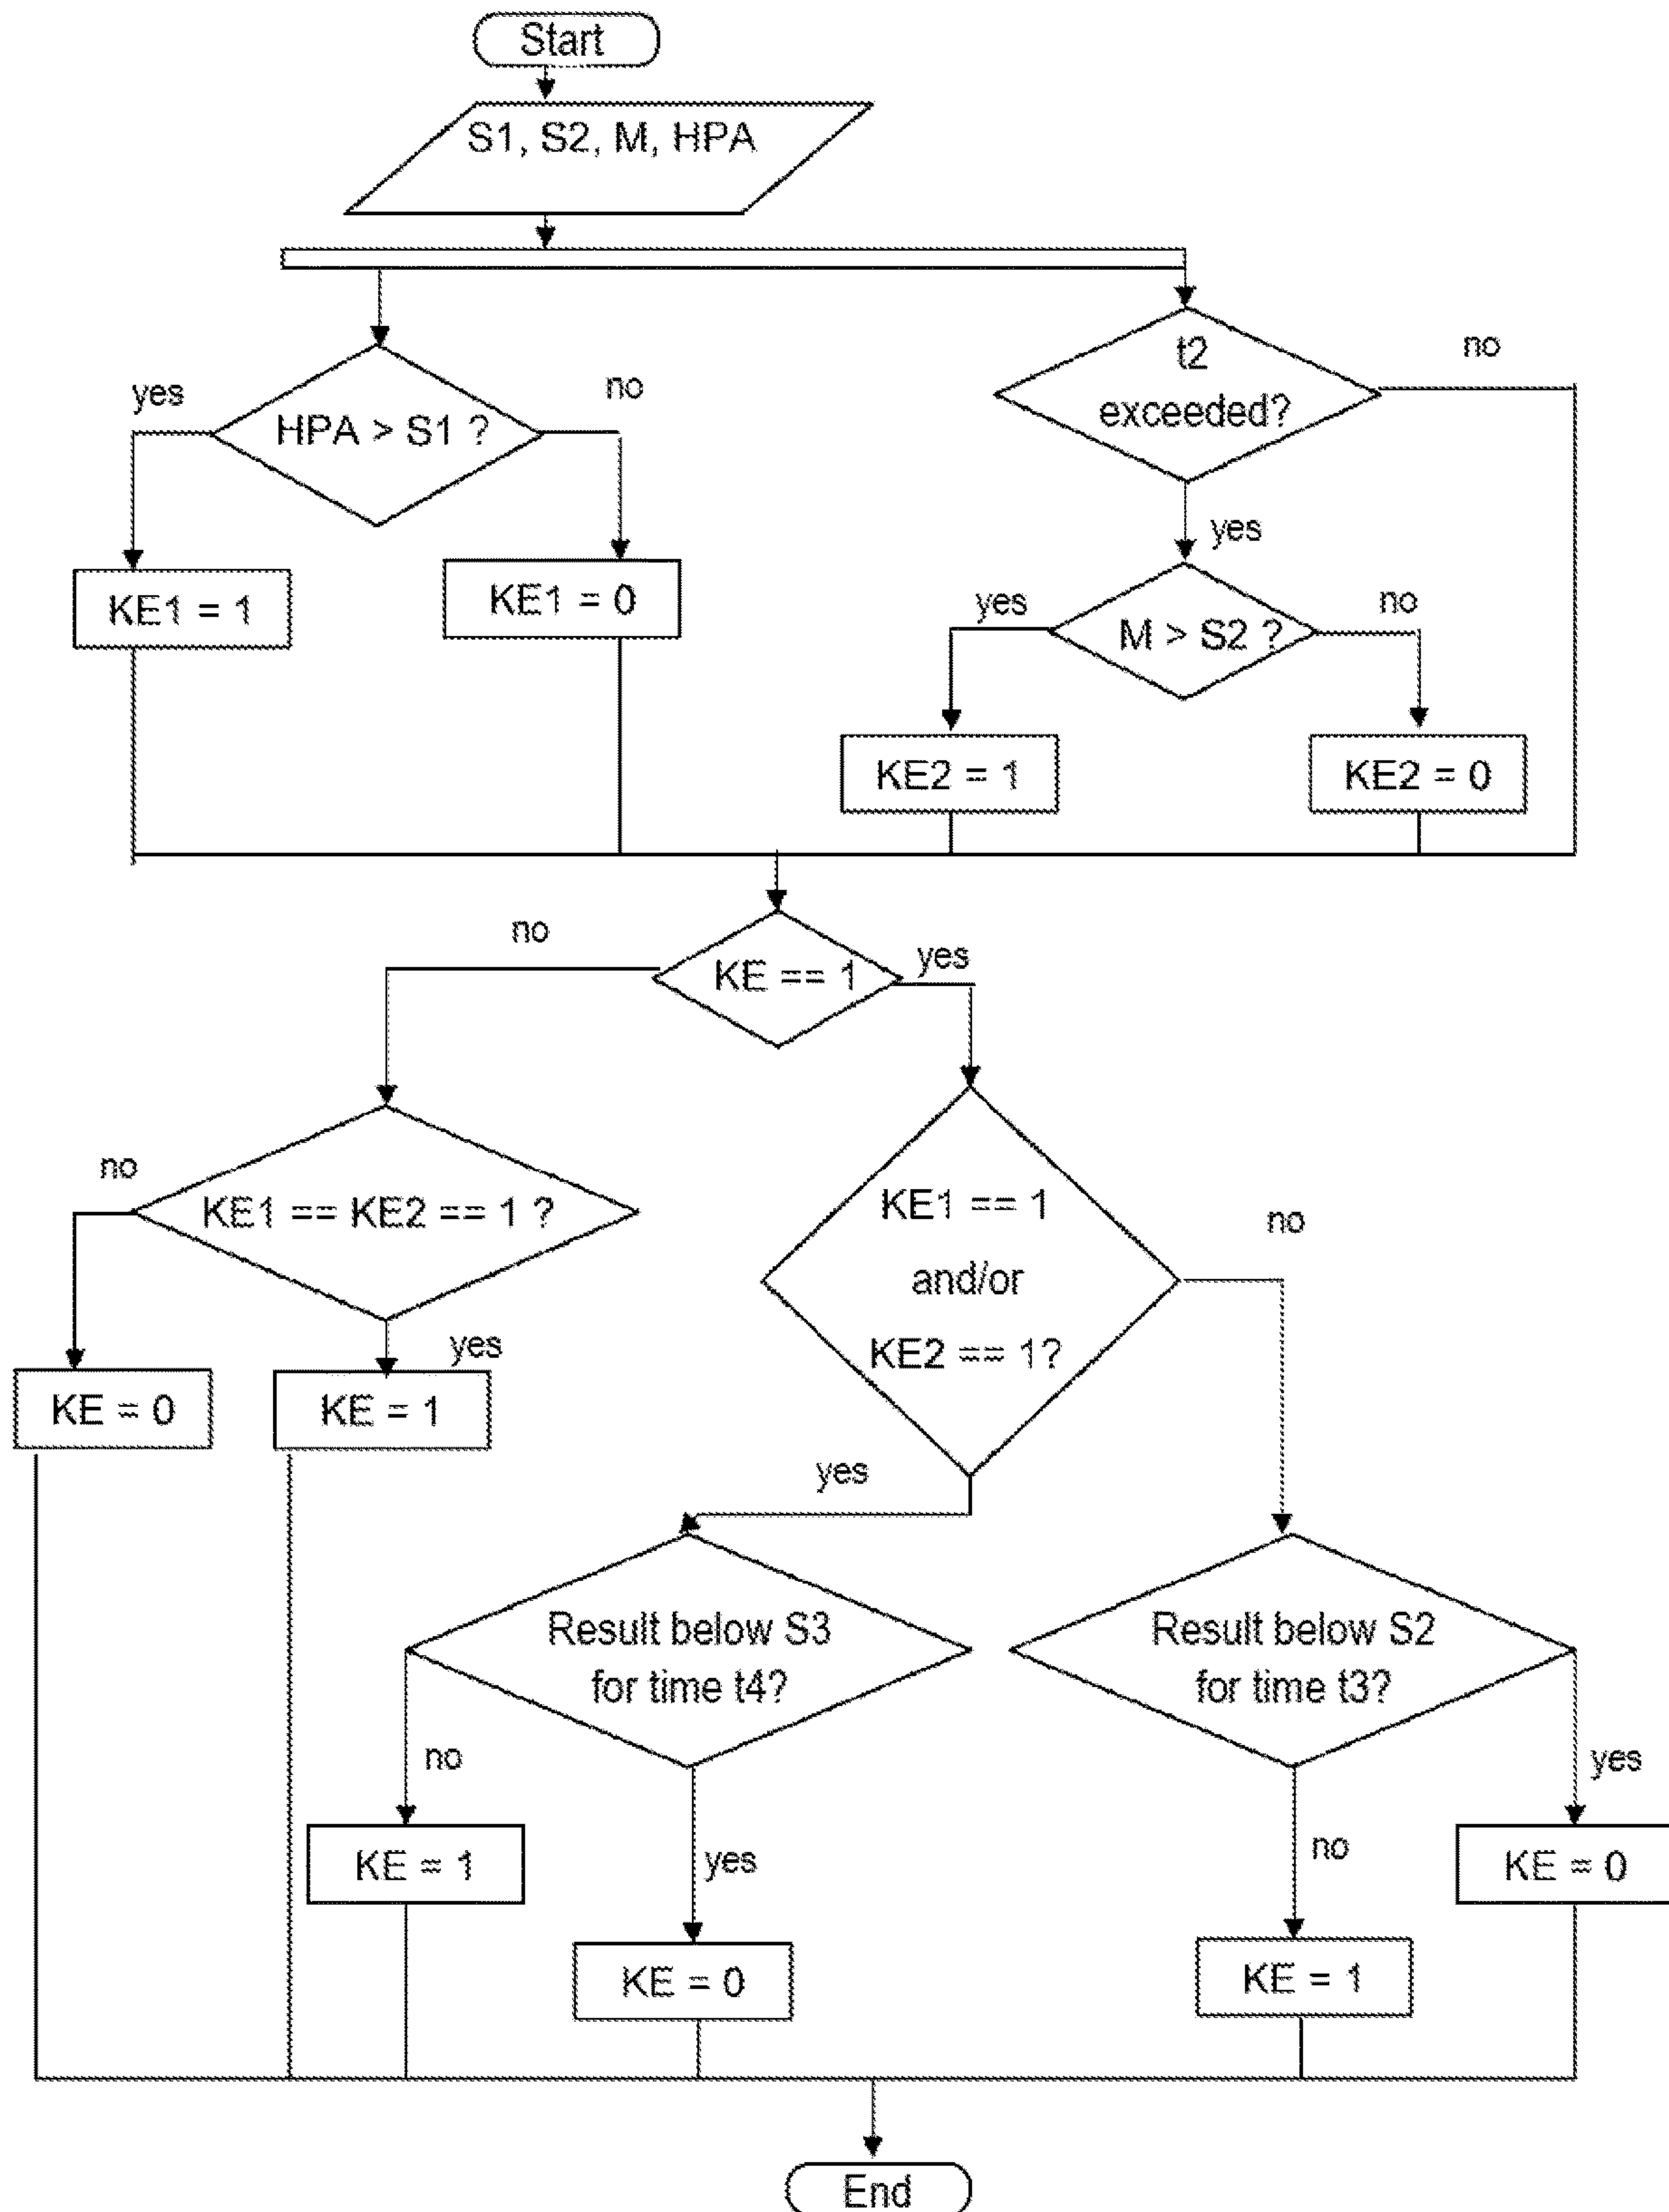 Start
S1, S2, M, HPA
t2
exceeded?
no
yes
HPA > S1 ?
no
yes
KE1 = 1
KE1 = 0
yes
M > S2 ?
no
KE2 = 1
KE2 = 0
no
KE == 1
yes
no
KE1 == KE2 == 1 ?
yes
KE = 0
KE = 1
KE1 == 1
and/or
KE2 == 1?
no
yes
Result below S3
for time t4?
Result below S2
for time t3?
no
yes
no
yes
KE = 1
KE = 0
KE = 1
KE = 0
End